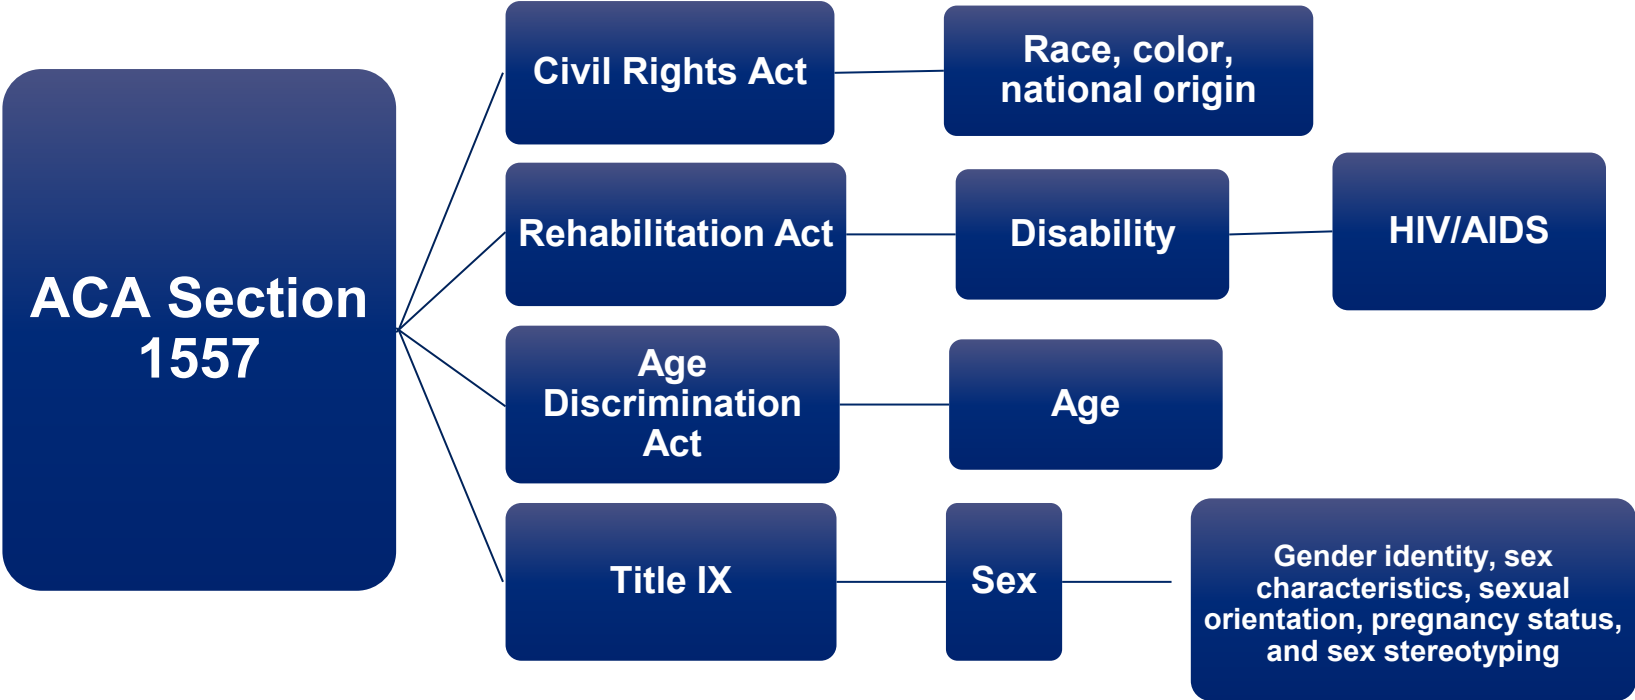 ACA Section
1557
Civil Rights Act
Race, color,
national origin
Rehabilitation Act
Disability
HIV/AIDS
Age
Discrimination
Act
Age
Title IX
Sex
Gender identity, sex
characteristics, sexual
orientation, pregnancy status,
and sex stereotyping